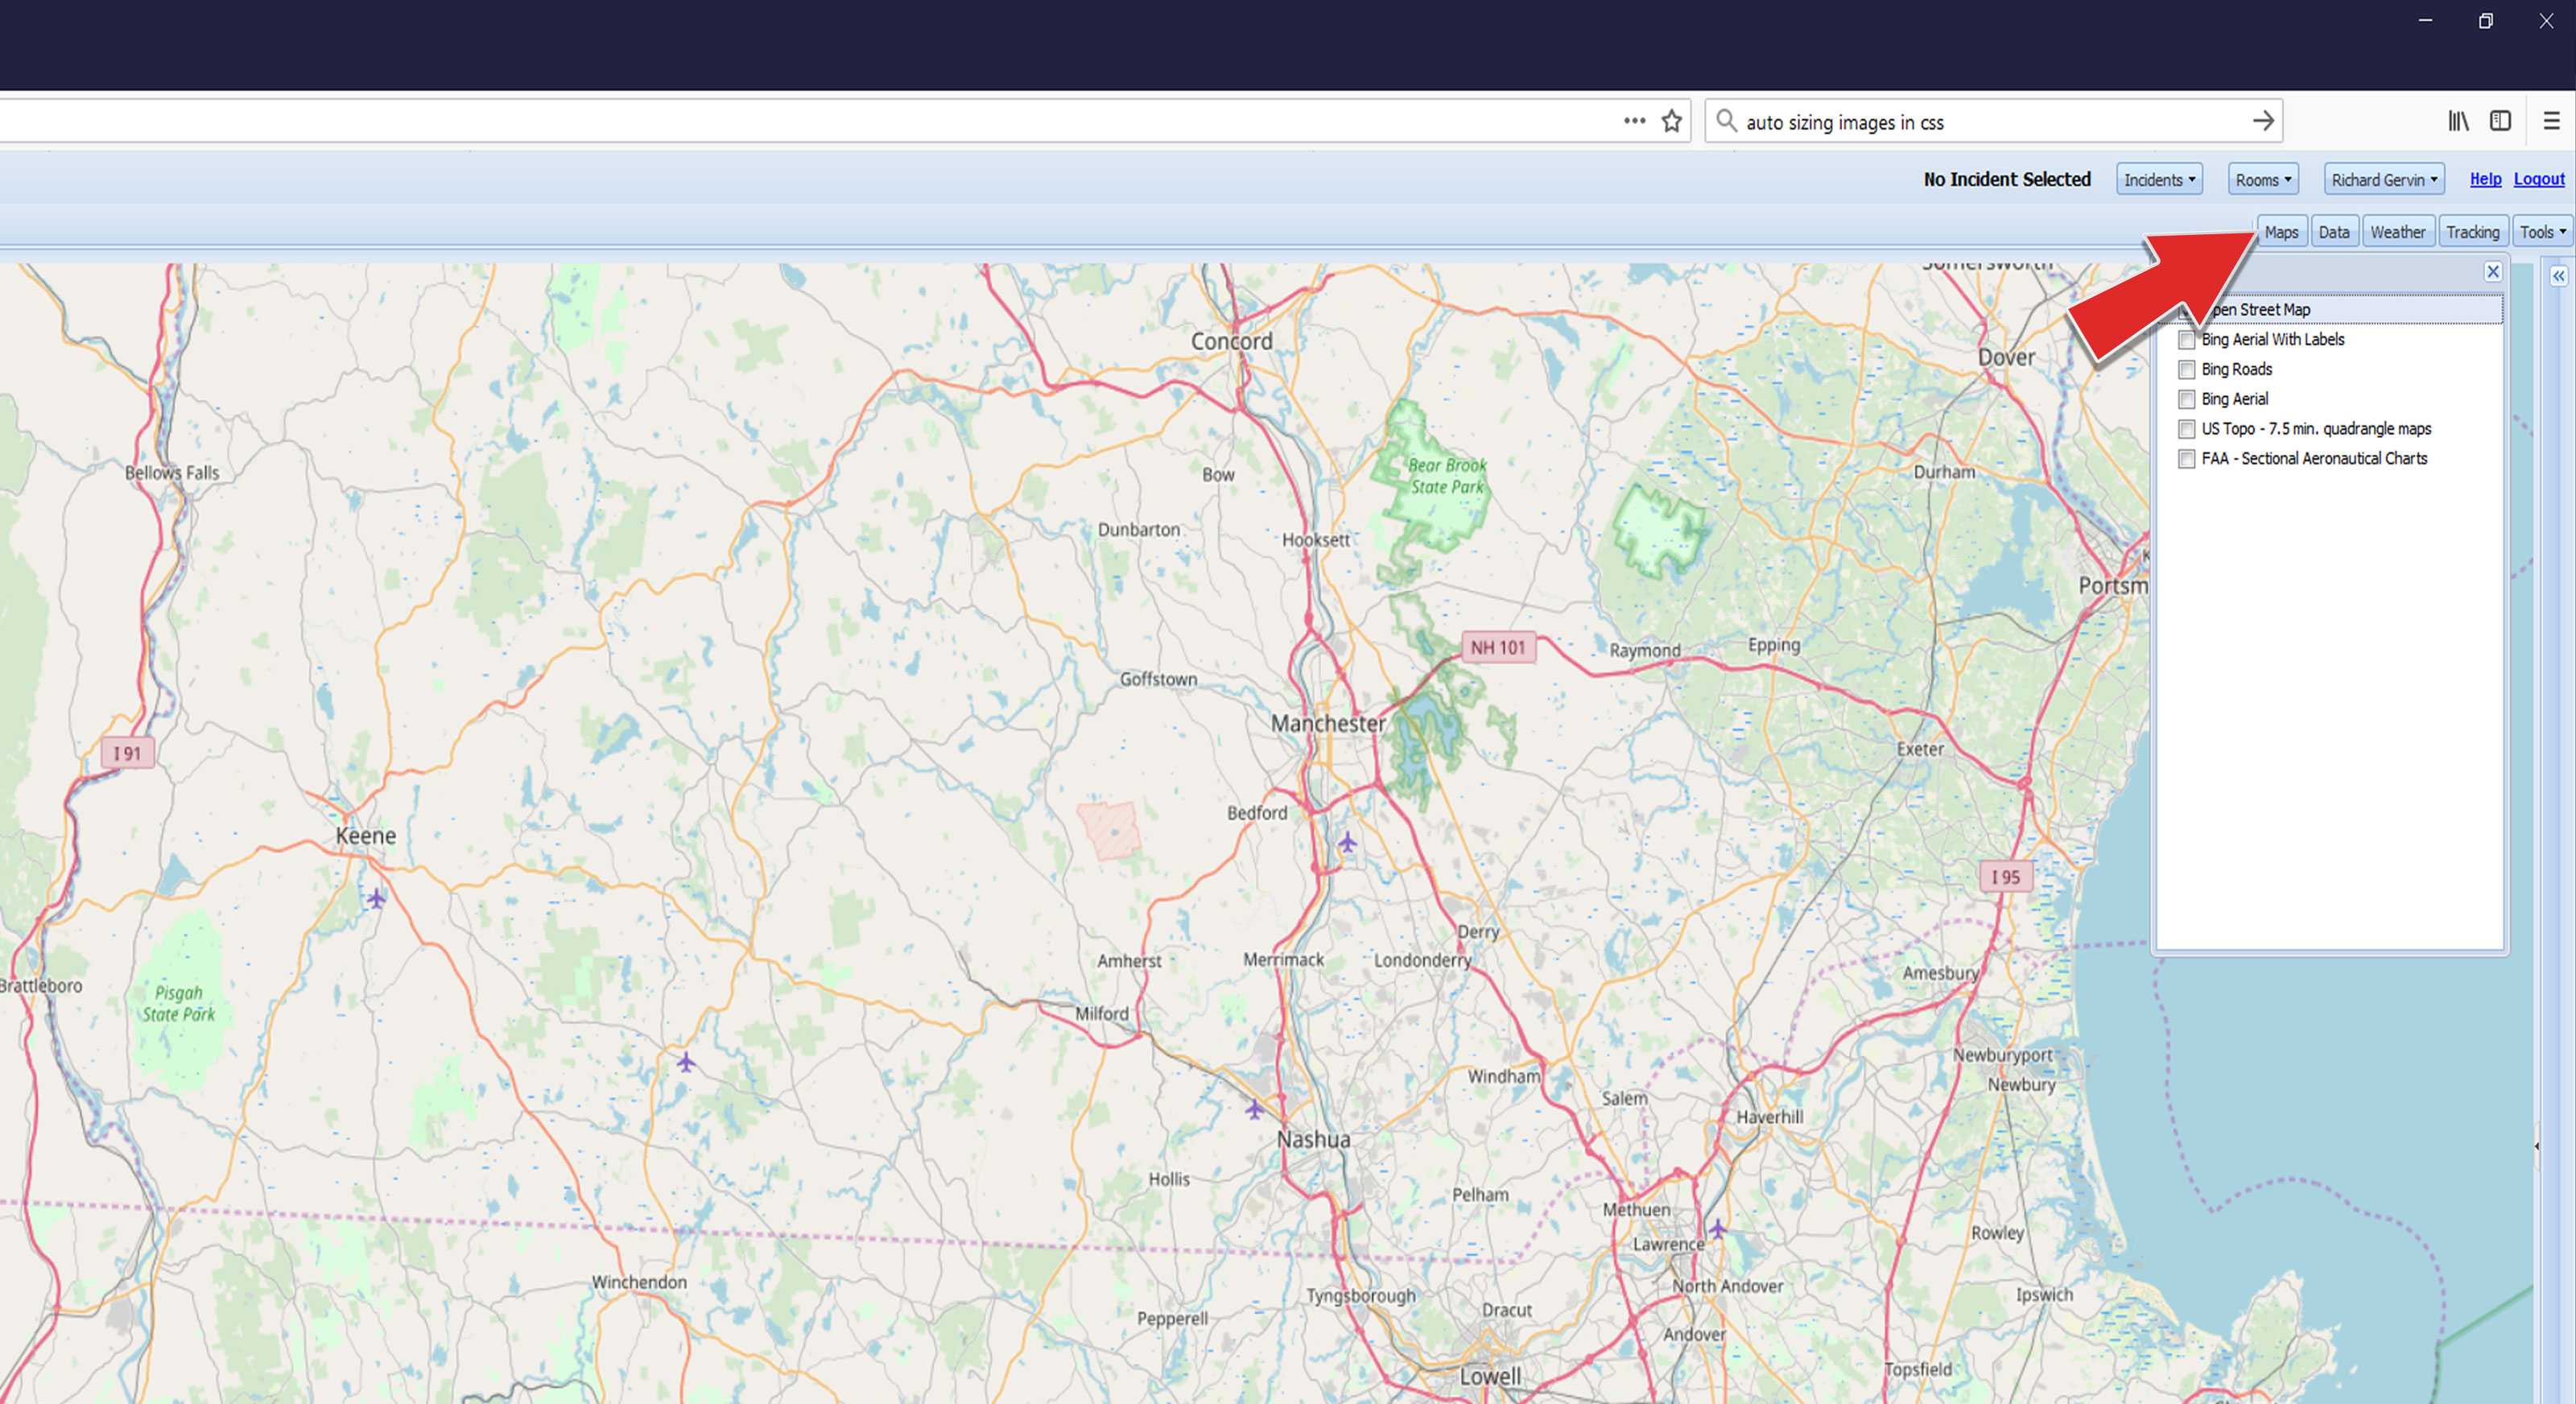 auto sizing images in css
No Incident Selected Incidents Rooms Richard Gervin Help Logout
Maps Data Weather Tracking Tools
pen Street Map
Bing Aerial With Labels
Bing Roads
Bing Aerial
US Topo - 7.5 min. quadrangle maps
FAA - Sectional Aeronautical Charts
Somersworth
Concord
Dover
Bellows Falls
Bow
Bear Brook
State Park
Durham
Dunbarton
Hooksett
K
Portsm
NH 101
Raymond
Epping
Goffstown
Manchester
Exeter
I 91
Bedford
Keene
I 95
Derry
Amherst
Merrimack
Londonderry
Amesbury
Brattleboro
Pisgah
State Park
Milford
Newburyport
Windham
Newbury
Salem
Haverhill
Nashua
Hollis
Pelham
Methuen
Rowley
Lawrence
Winchendon
North Andover
Tyngsborough
Ipswich
Dracut
Pepperell
Andover
Topsfield
Lowell